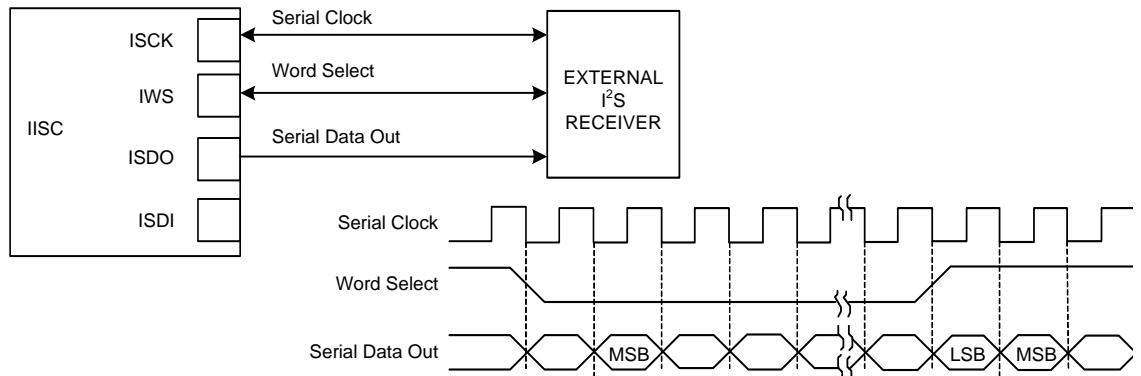 Serial Clock
ISCK
Word Select
IWS
EXTERNAL
I²S
RECEIVER
IISC
Serial Data Out
ISDO
ISDI
Serial Clock
Word Select
Serial Data Out
MSB
LSB
MSB